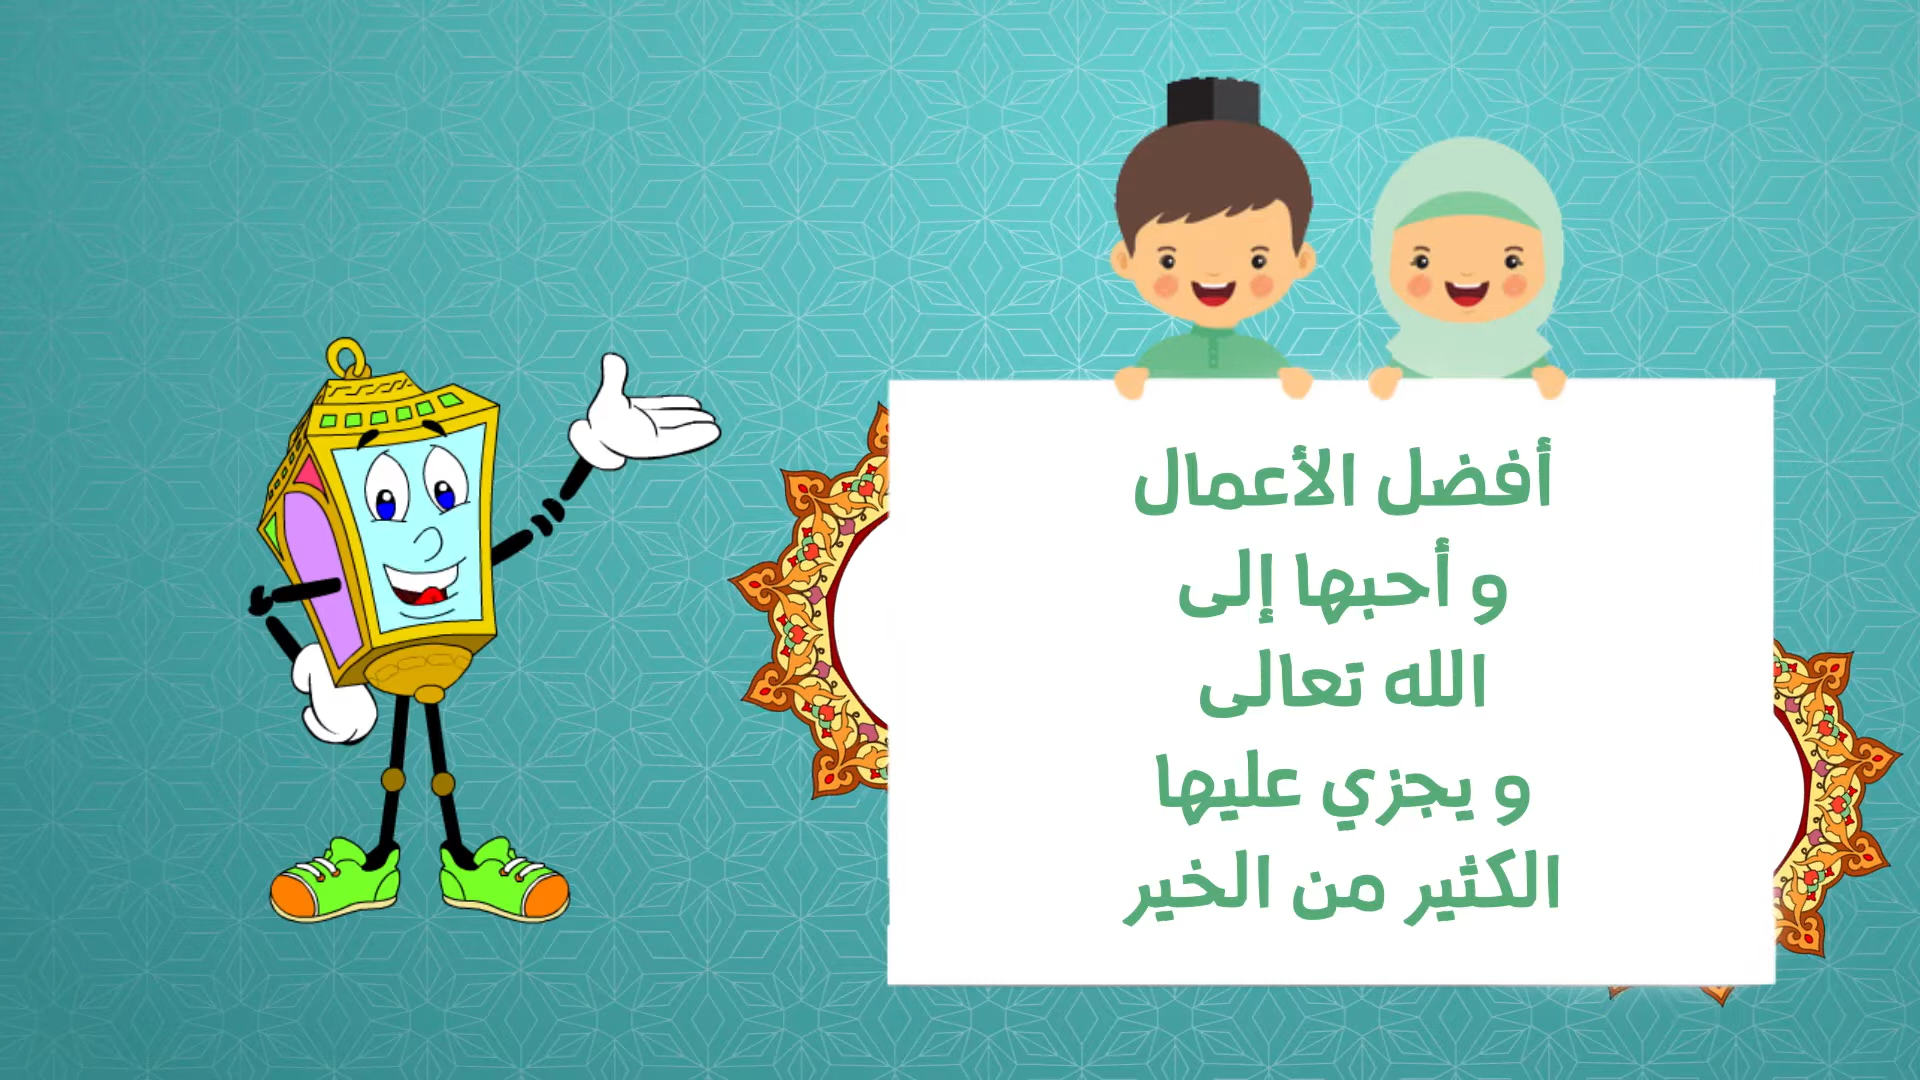 أفضل الأعمال
و أحبها إلى
الله تعالى
و يجزي عليها
الكثير من الخير